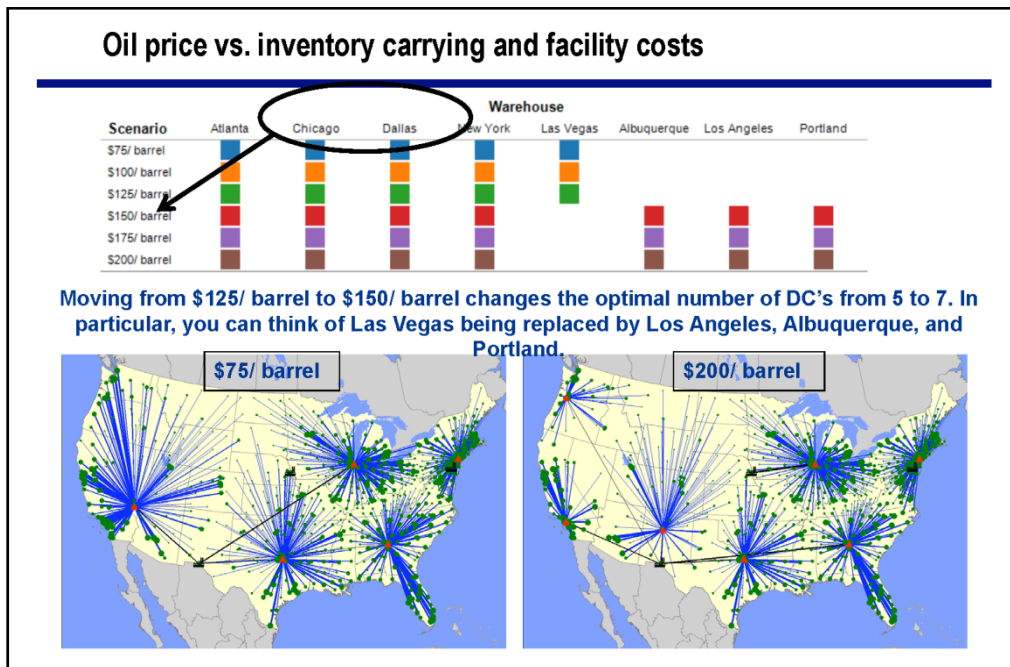 Oil price vs. inventory carrying and facility costs
Warehouse
Scenario Atlanta Chicago Dallas New York Las Vegas Albuquerque Los Angeles Portland
$75/ barrel
$100/ barrel
$125/ barrel
$150/ barrel
$175/ barrel
$200/ barrel
Moving from $125/ barrel to $150/ barrel changes the optimal number of DC's from 5 to 7. In
particular, you can think of Las Vegas being replaced by Los Angeles, Albuquerque, and
Portland.
$75/ barrel
$200/ barrel